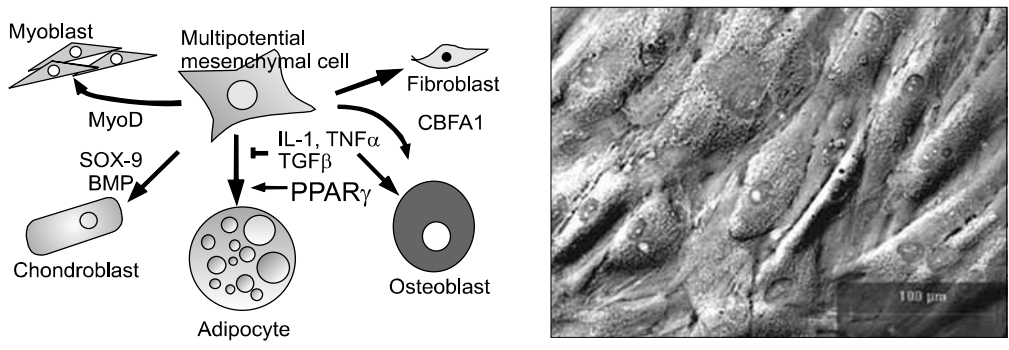 Myoblast
Multipotential
mesenchymal cell
Fibroblast
MyoD
CBFA1
IL-1, TNFα
TGFβ
SOX-9
BMP
PPARγ
Chondroblast
Osteoblast
Adipocyte
100 µm